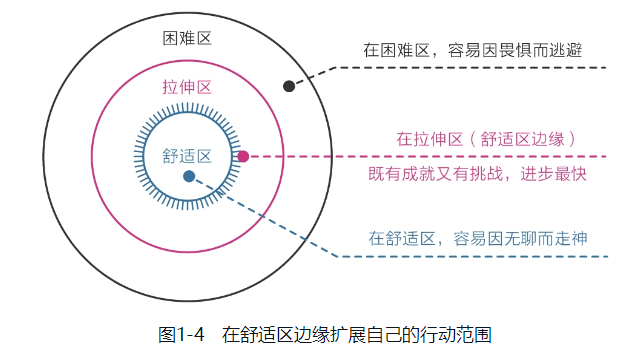 困难区
在困难区，容易因畏惧而逃避
拉伸区
在拉伸区（舒适区边缘）
舒适区
既有成就又有挑战，进步最快
在舒适区，容易因无聊而走神
图1-4 在舒适区边缘扩展自己的行动范围